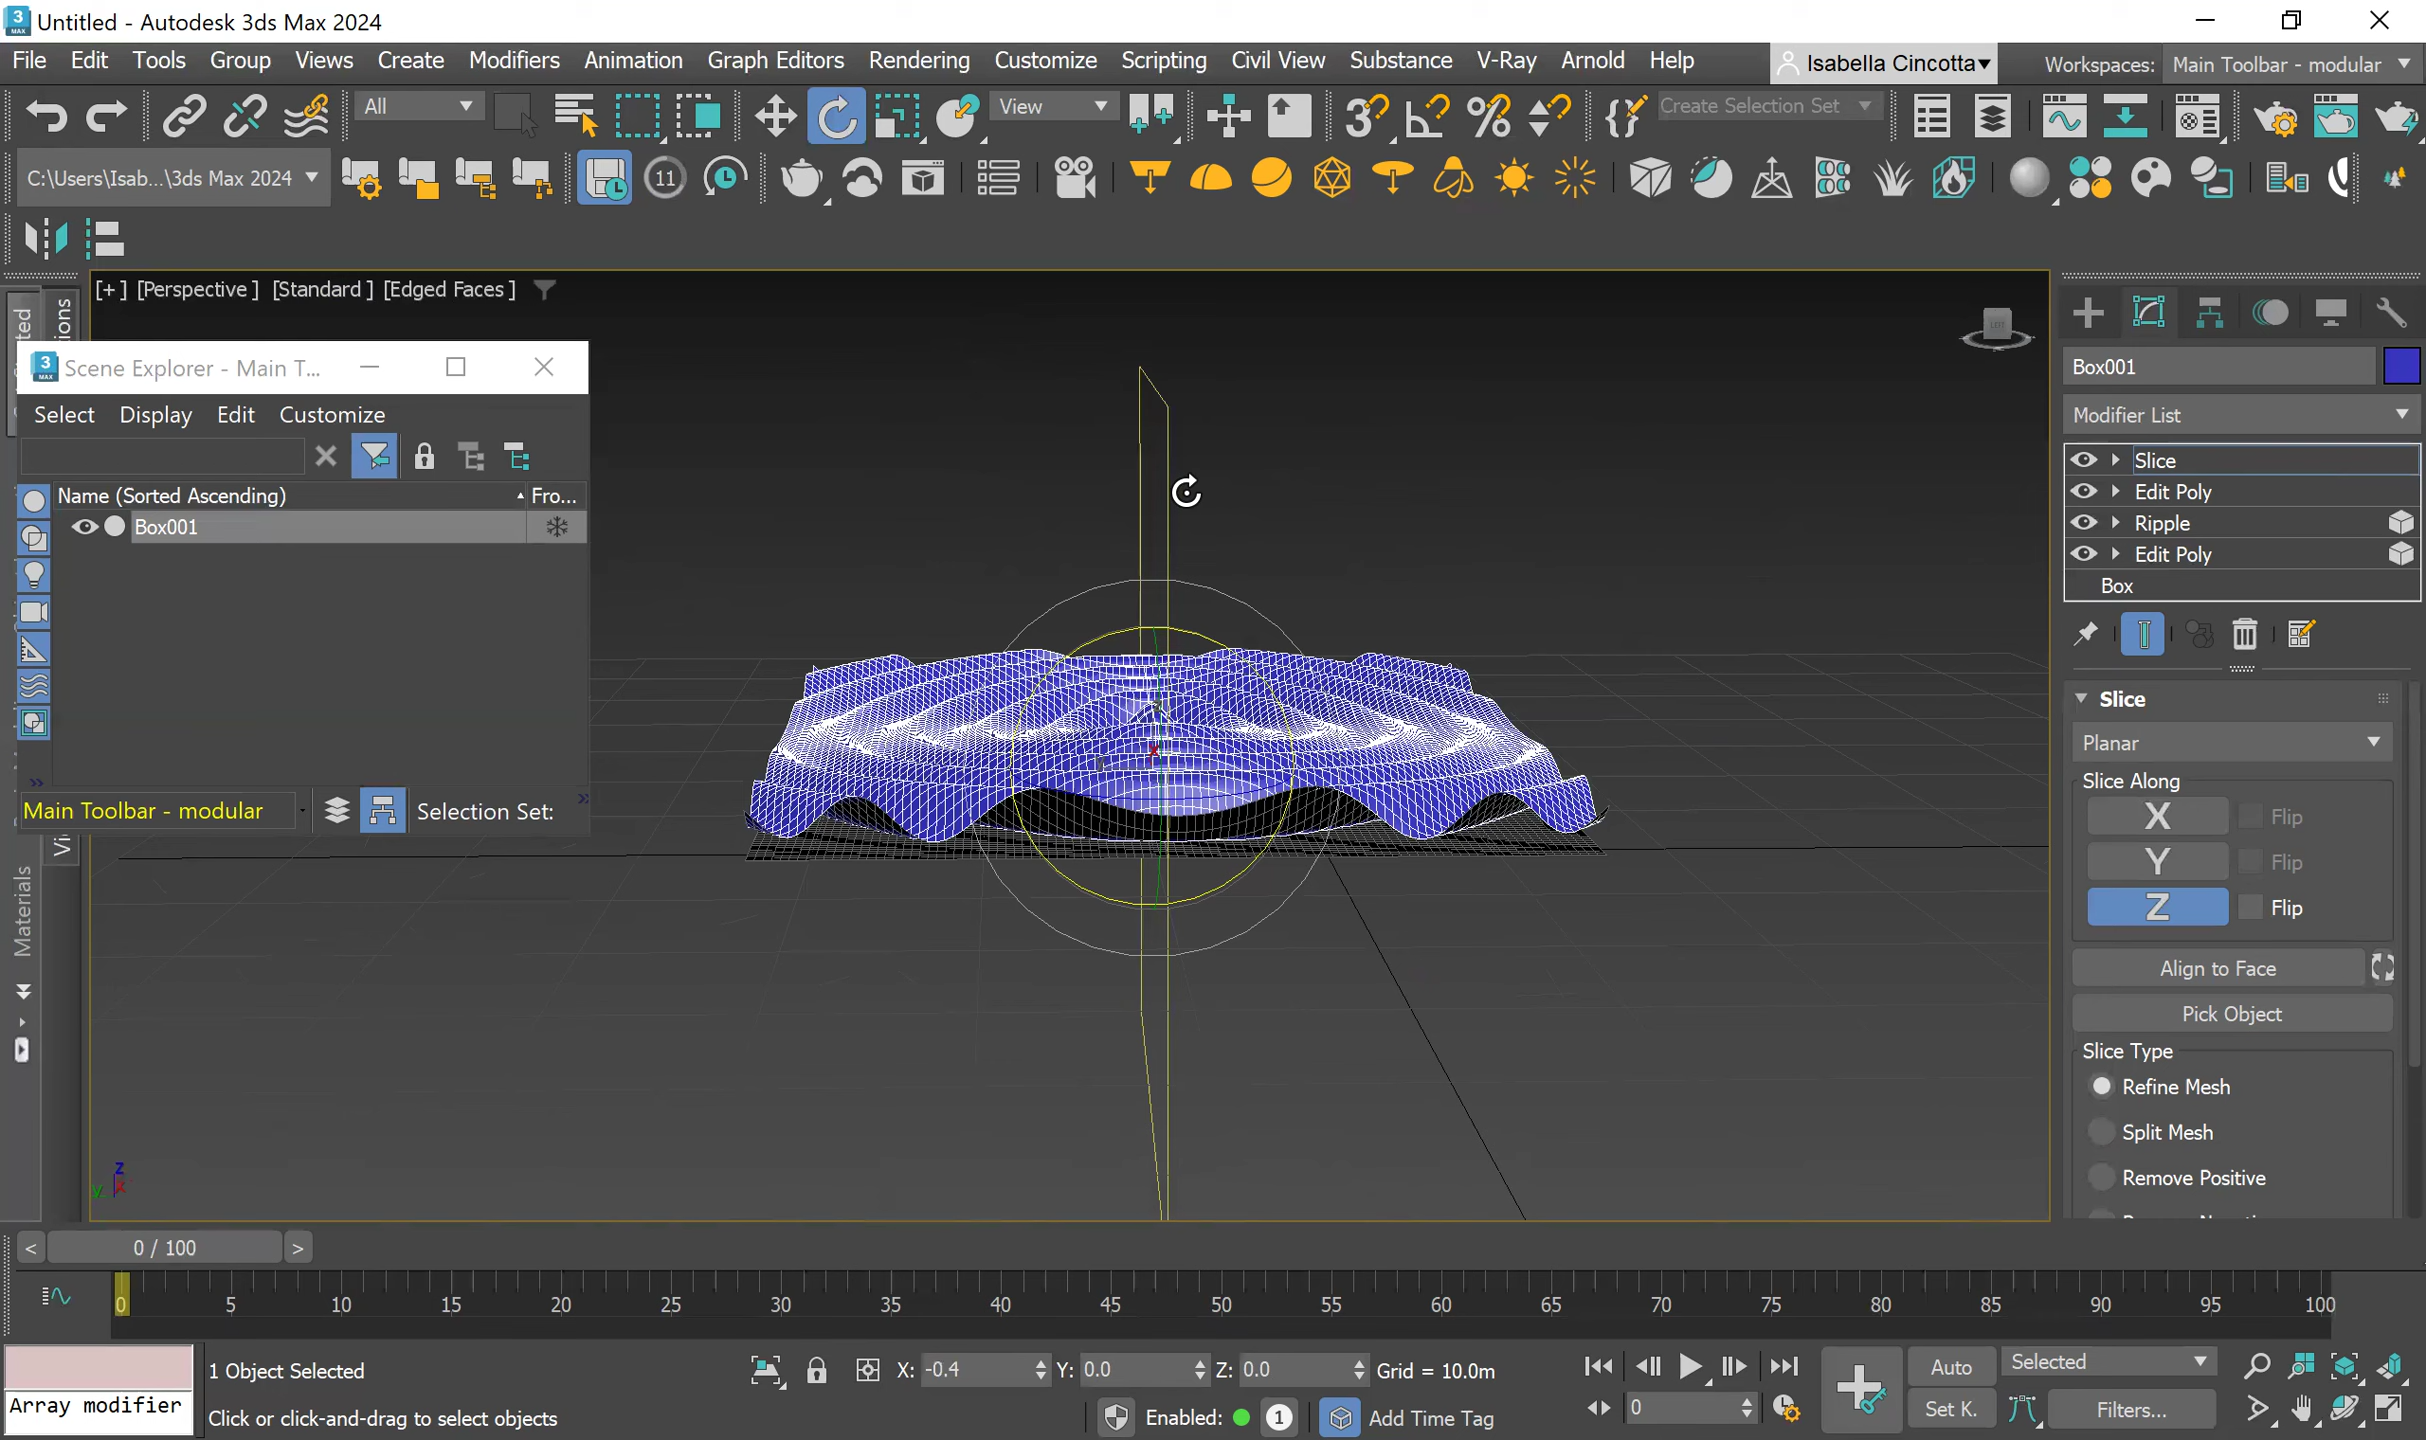 Untitled - Autodesk 3ds Max 2024
File Edit Tools Group Views Create Modifiers Animation Graph Editors Rendering Customize Scripting Civil View Substance V-Ray Arnold Help Isabella Cincotta Workspaces: Main Toolbar - modular
All View Create Selection Set
C:\Users\Isab...\3ds Max 2024 11
[+] [Perspective] [Standard] [Edged Faces]
Scene Explorer - Main T...
Select Display Edit Customize
Name (Sorted Ascending) Fro...
Box001
Main Toolbar - modular Selection Set:
Materials
Box001
Modifier List
Slice
Edit Poly
Ripple
Edit Poly
Box
Slice
Planar
Slice Along
X Flip
Y Flip
Z Flip
Align to Face
Pick Object
Slice Type
Refine Mesh
Split Mesh
Remove Positive
z
y x
< 0 / 100 >
0 5 10 15 20 25 30 35 40 45 50 55 60 65 70 75 80 85 90 95 100
1 Object Selected X: -0.4 Y: 0.0 Z: 0.0 Grid = 10.0m Auto Selected
Array modifier Click or click-and-drag to select objects Enabled: 1 Add Time Tag 0 Set K. Filters...